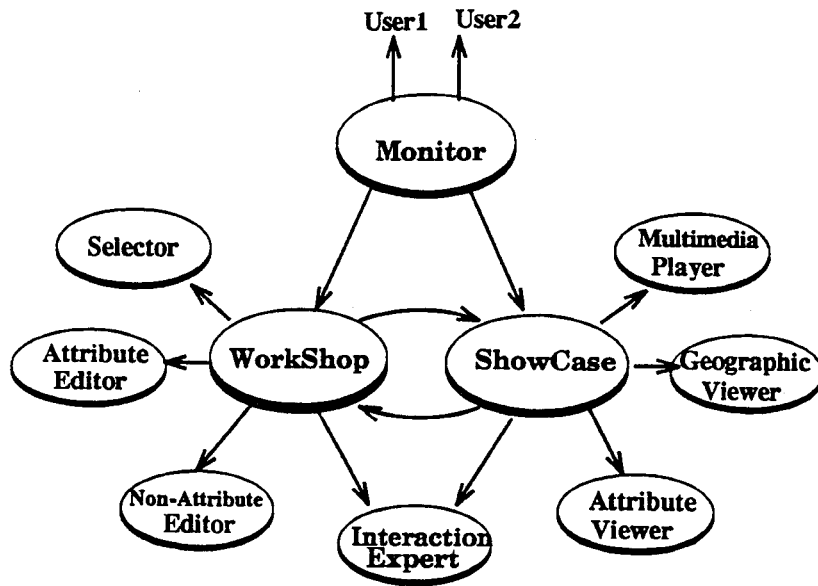 User1 User2
Monitor
Selector
Multimedia
Player
WorkShop
ShowCase
Attribute
Editor
Geographic
Viewer
Non-Attribute
Editor
Interaction
Expert
Attribute
Viewer